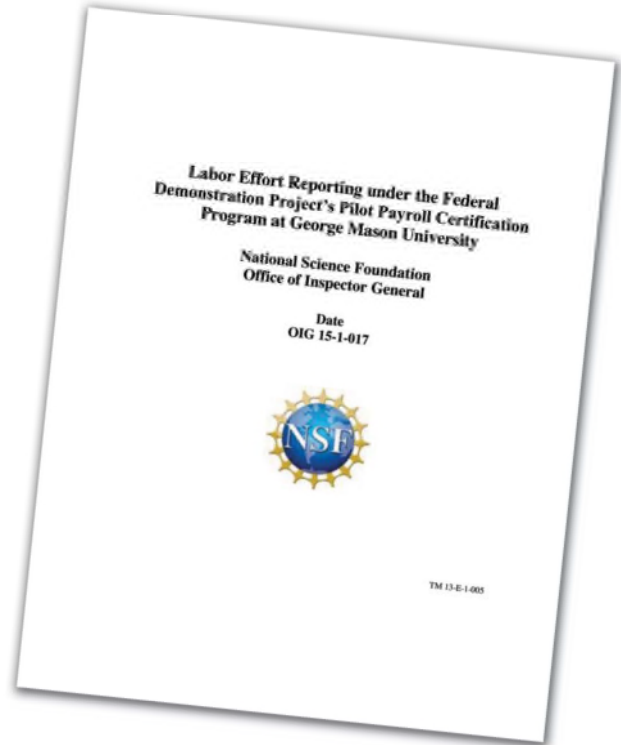 Labor Effort Reporting under the Federal
Demonstration Project's Pilot Payroll Certification
Program at George Mason University
National Science Foundation
Office of Inspector General
Date
OIG 15-1-017
NSF
TM 13-E-1-005